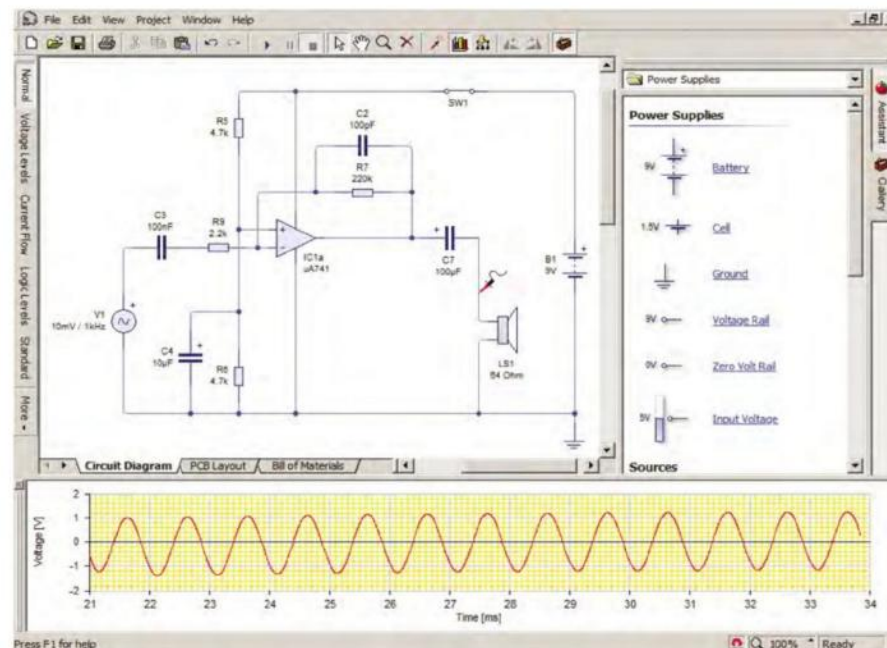 File Edit View Project Window Help
Normal
Voltage Levels
Current Flow
Logic Levels
Standard
More
R5
4.7k
C2
100pF
R7
220k
SW1
C3
100nF
R9
2.2k
IC1a
uA741
C7
100µF
B1
9V
V1
10mV / 1kHz
C4
10µF
R6
4.7k
LS1
64 Ohm
Circuit Diagram
PCB Layout
Bill of Materials
Power Supplies
Power Supplies
9V Battery
1.5V Cell
Ground
9V Voltage Rail
0V Zero Volt Rail
5V Input Voltage
Sources
Assistant
Gallery
Voltage [V]
2
1
0
-1
-2
21 22 23 24 25 26 27 28 29 30 31 32 33 34
Time [ms]
Press F1 for help
100%
Ready